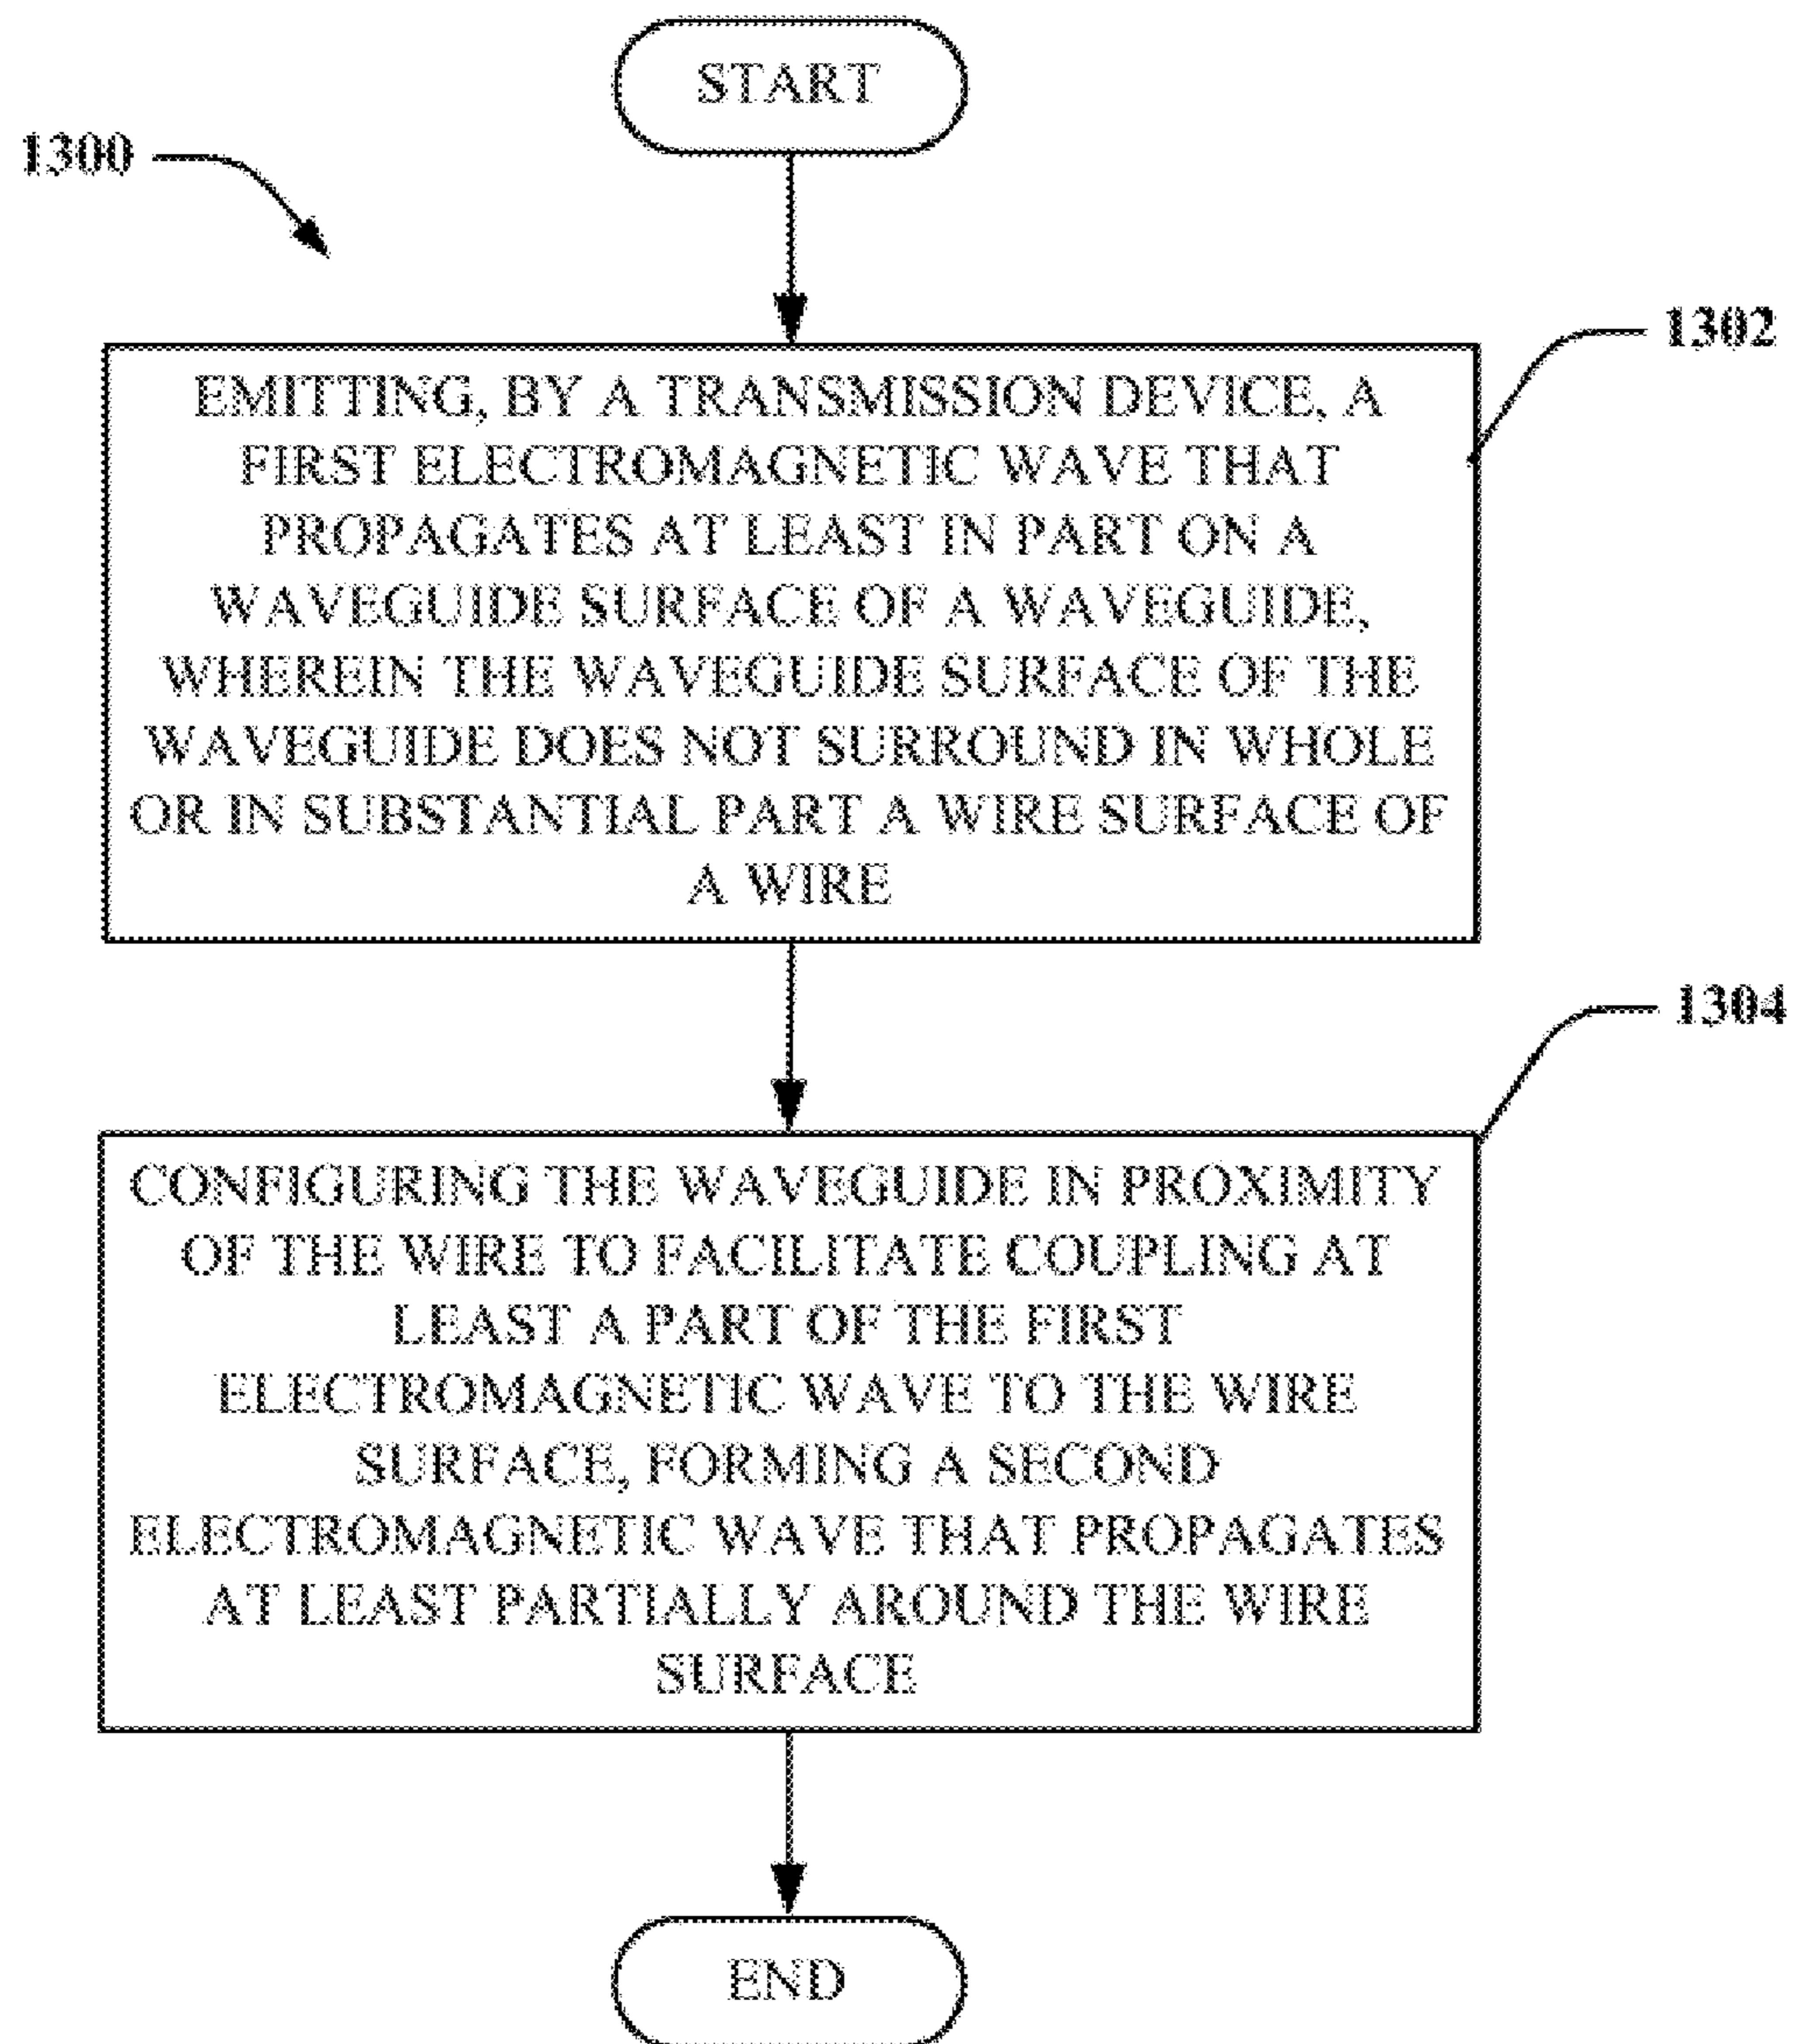 START
1300
1302
EMITTING, BY A TRANSMISSION DEVICE, A
FIRST ELECTROMAGNETIC WAVE THAT
PROPAGATES AT LEAST IN PART ON A
WAVEGUIDE SURFACE OF A WAVEGUIDE,
WHEREIN THE WAVEGUIDE SURFACE OF THE
WAVEGUIDE DOES NOT SURROUND IN WHOLE
OR IN SUBSTANTIAL PART A WIRE SURFACE OF
A WIRE
1304
CONFIGURING THE WAVEGUIDE IN PROXIMITY
OF THE WIRE TO FACILITATE COUPLING AT
LEAST A PART OF THE FIRST
ELECTROMAGNETIC WAVE TO THE WIRE
SURFACE, FORMING A SECOND
ELECTROMAGNETIC WAVE THAT PROPAGATES
AT LEAST PARTIALLY AROUND THE WIRE
SURFACE
END